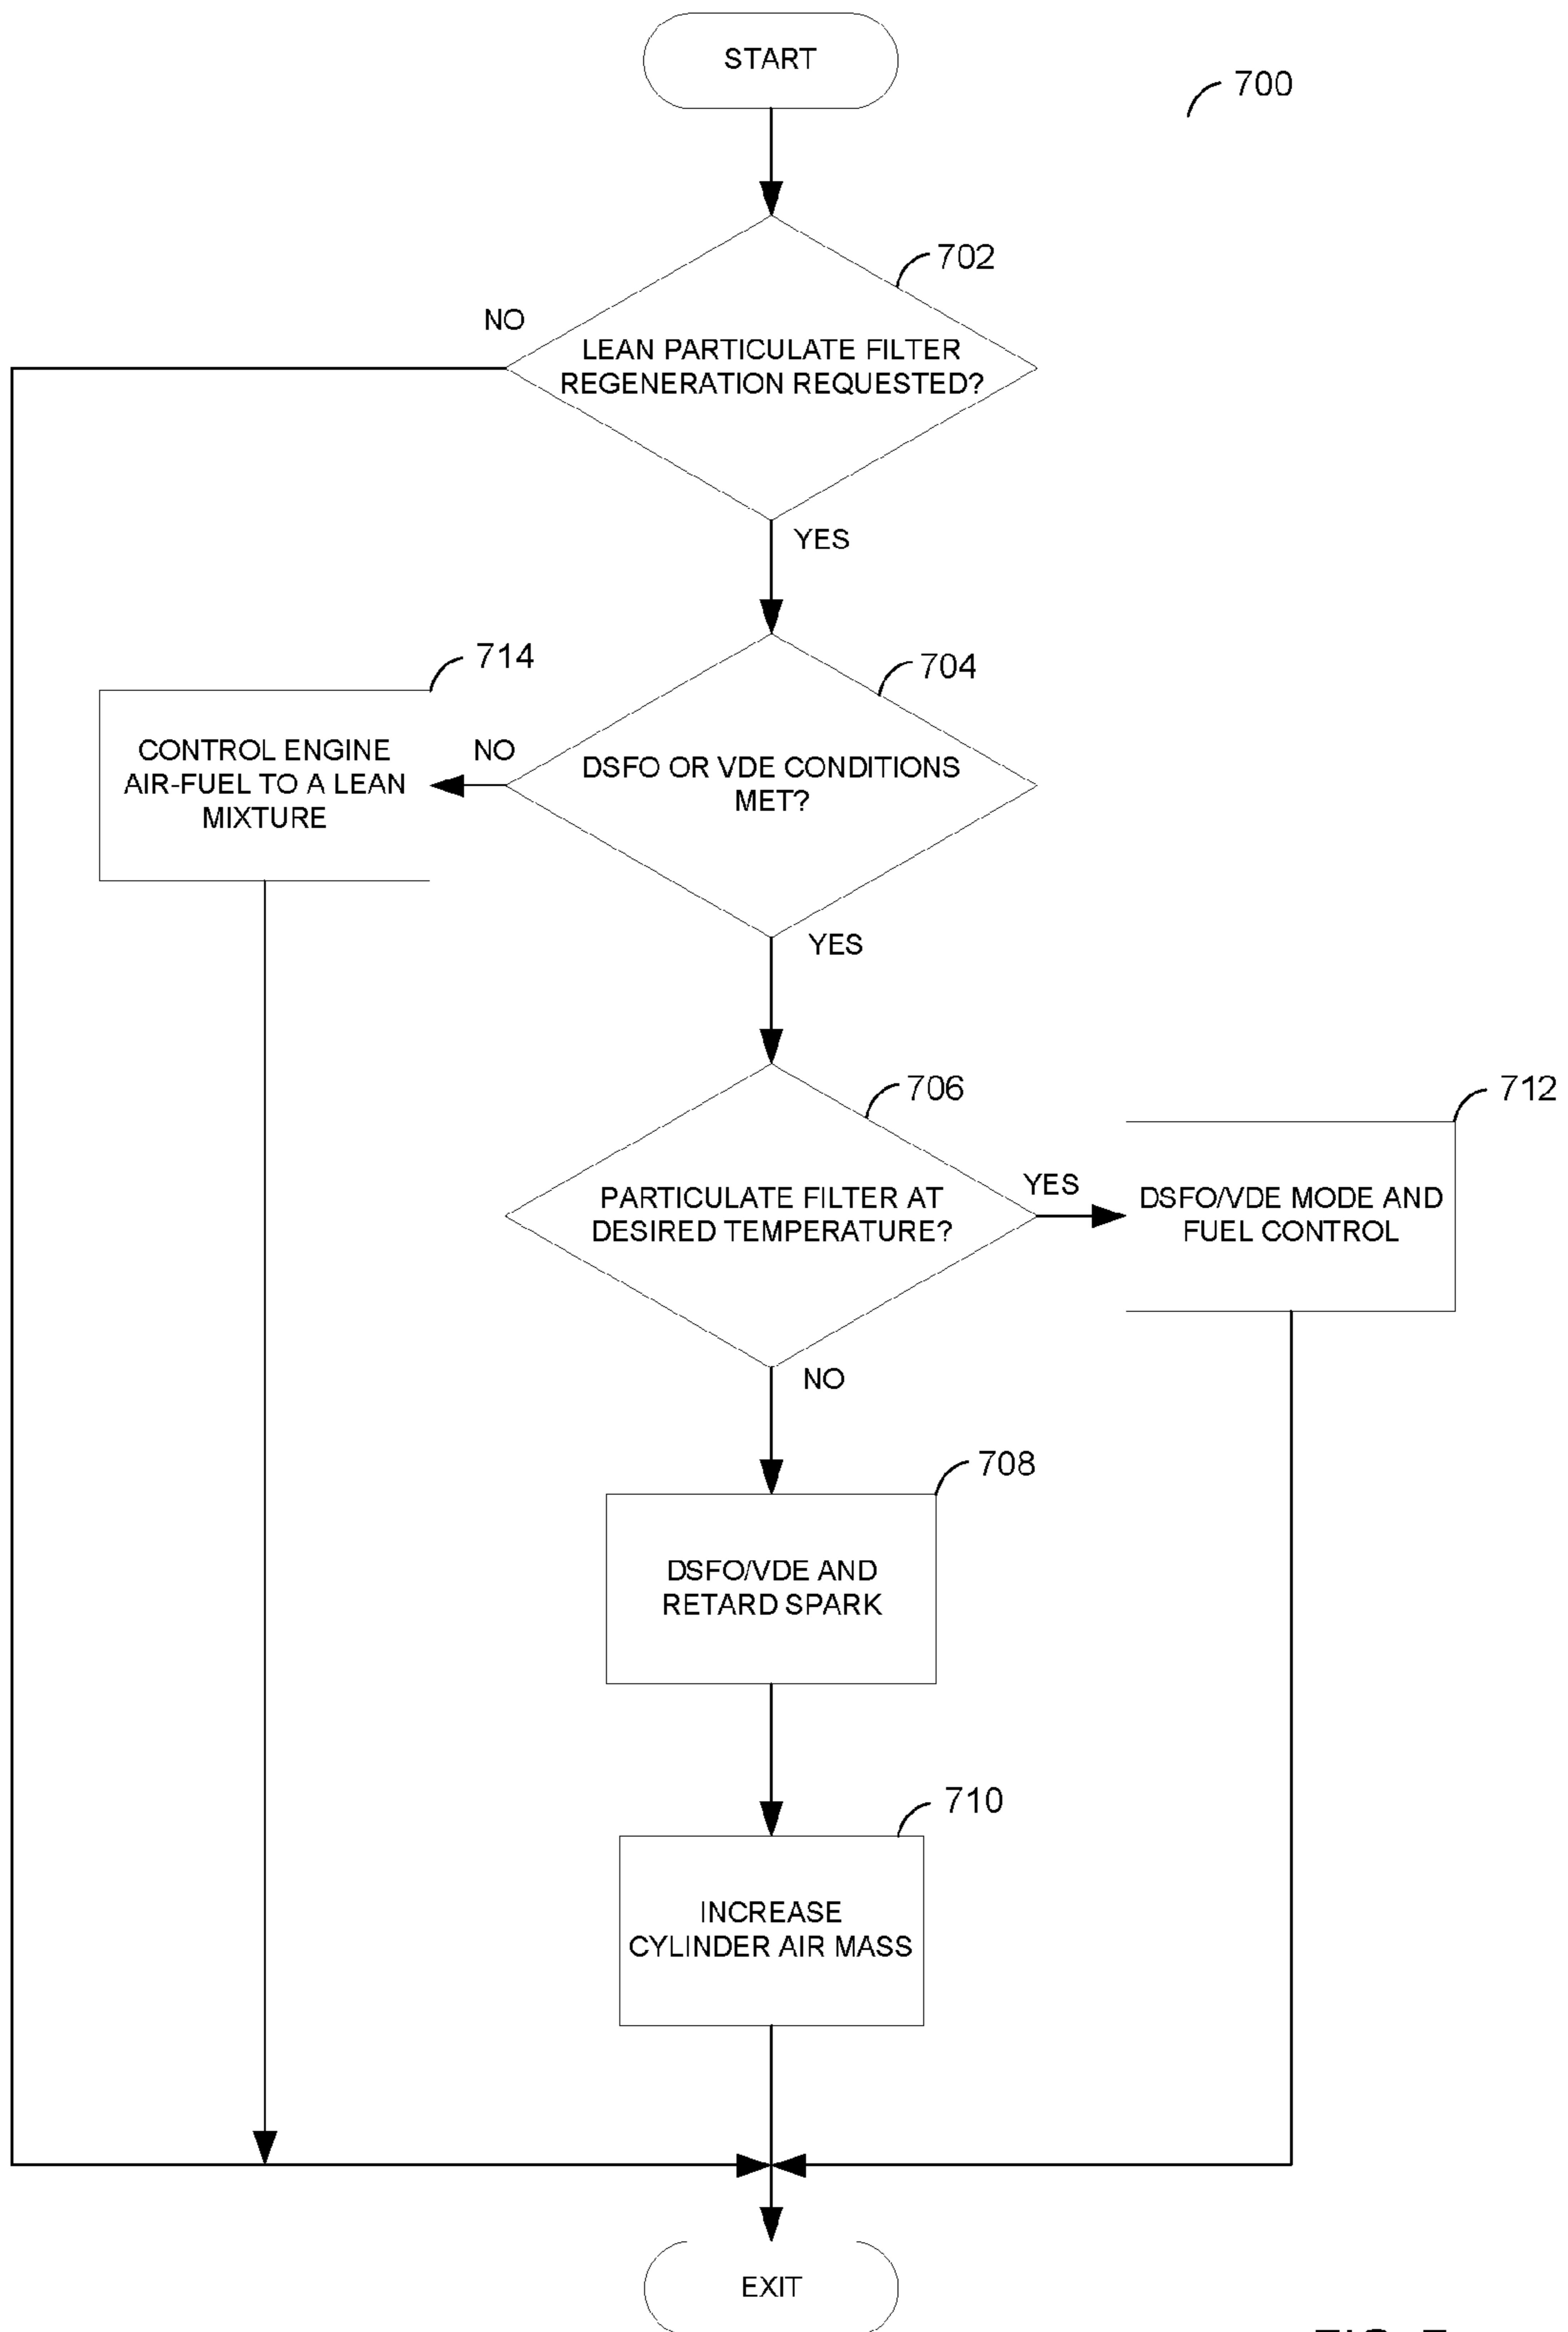 START
700
702
NO
LEAN PARTICULATE FILTER
REGENERATION REQUESTED?
YES
714
704
CONTROL ENGINE
AIR-FUEL TO A LEAN
MIXTURE
NO
DSFO OR VDE CONDITIONS
MET?
YES
706
712
PARTICULATE FILTER AT
DESIRED TEMPERATURE?
YES
DSFO/VDE MODE AND
FUEL CONTROL
NO
708
DSFO/VDE AND
RETARD SPARK
710
INCREASE
CYLINDER AIR MASS
EXIT